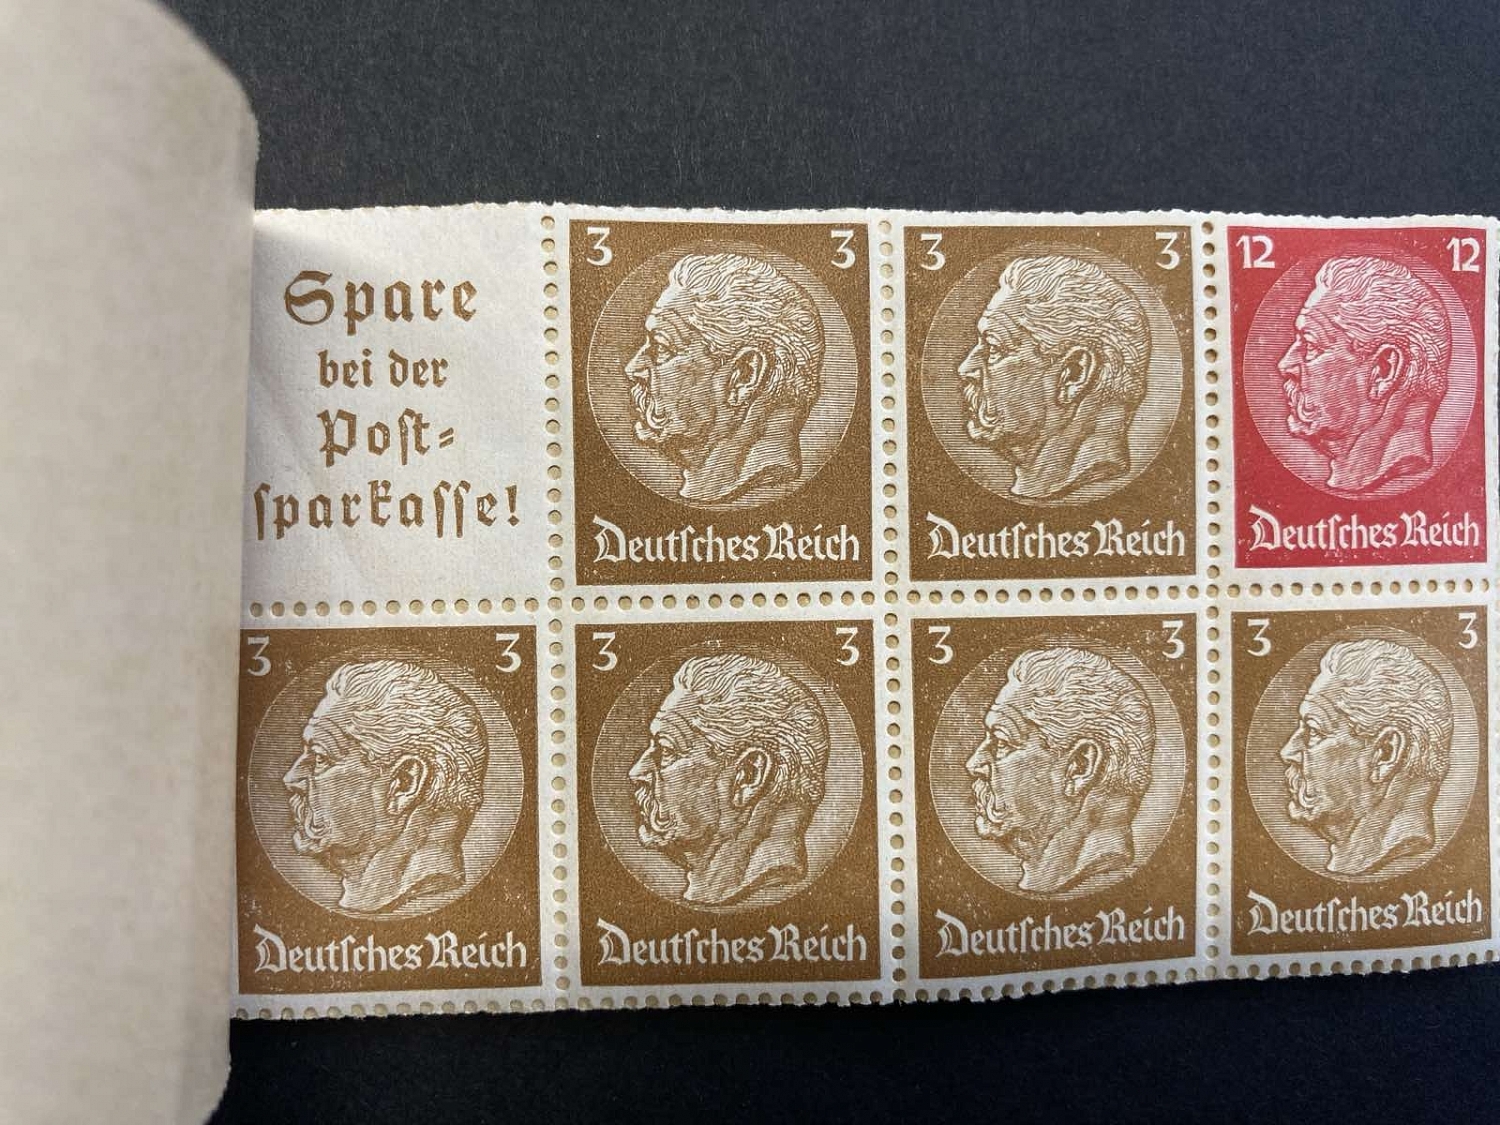 Spare
bei der
Poſt=
ſparkaſſe!
3 3
Deutſches Reich
3 3
Deutſches Reich
12 12
Deutſches Reich
3 3
Deutſches Reich
3 3
Deutſches Reich
3 3
Deutſches Reich
3 3
Deutſches Reich